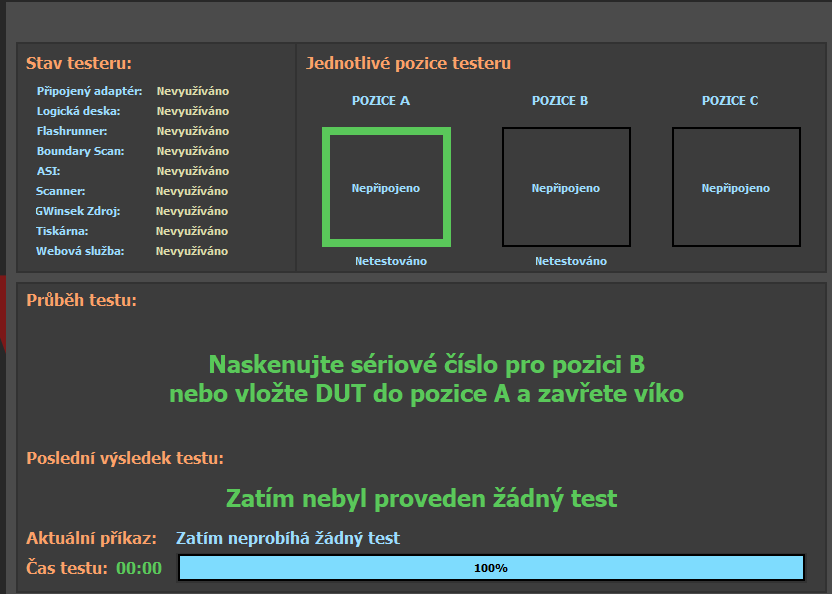 Stav testeru:
Připojený adaptér: Nevyužíváno
Logická deska: Nevyužíváno
Flashrunner: Nevyužíváno
Boundary Scan: Nevyužíváno
ASI: Nevyužíváno
Scanner: Nevyužíváno
GWinsek Zdroj: Nevyužíváno
Tiskárna: Nevyužíváno
Webová služba: Nevyužíváno
Jednotlivé pozice testeru
POZICE A POZICE B POZICE C
Nepřipojeno Nepřipojeno Nepřipojeno
Netestováno Netestováno
Průběh testu:
Naskenujte sériové číslo pro pozici B
nebo vložte DUT do pozice A a zavřete víko
Poslední výsledek testu:
Zatím nebyl proveden žádný test
Aktuální příkaz: Zatím neprobíhá žádný test
Čas testu: 00:00 100%